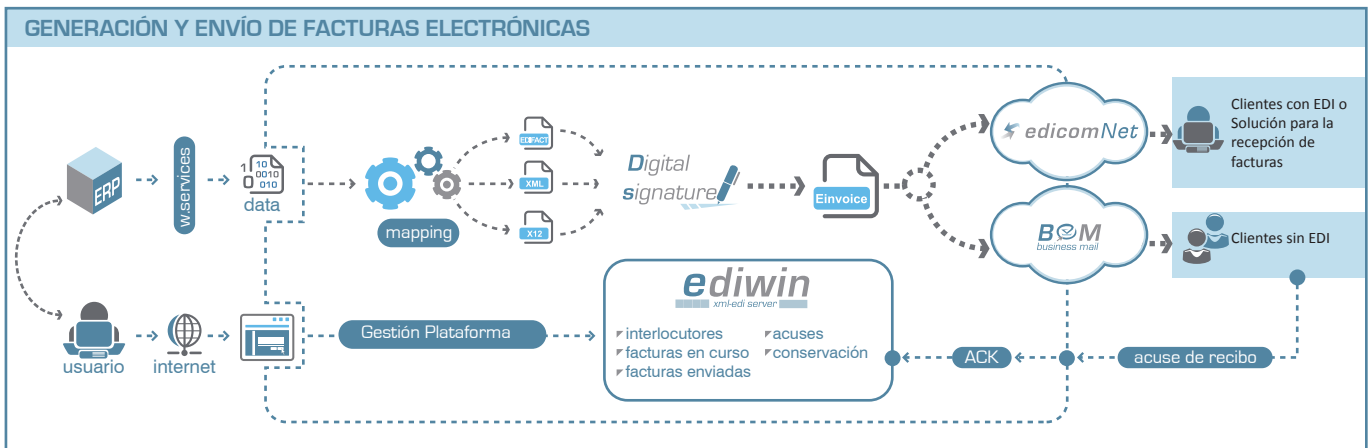 GENERACIÓN Y ENVÍO DE FACTURAS ELECTRÓNICAS
ERP
w.services
10
1 0010
0 010
data
mapping
EDIFACT
XML
X12
Digital
signature
Einvoice
edicomNet
Clientes con EDI o
Solución para la
recepción de
facturas
BOM
business mail
Clientes sin EDI
usuario
internet
Gestión Plataforma
ediwin
xml-edi server
interlocutores
facturas en curso
facturas enviadas
acuses
conservación
ACK
acuse de recibo